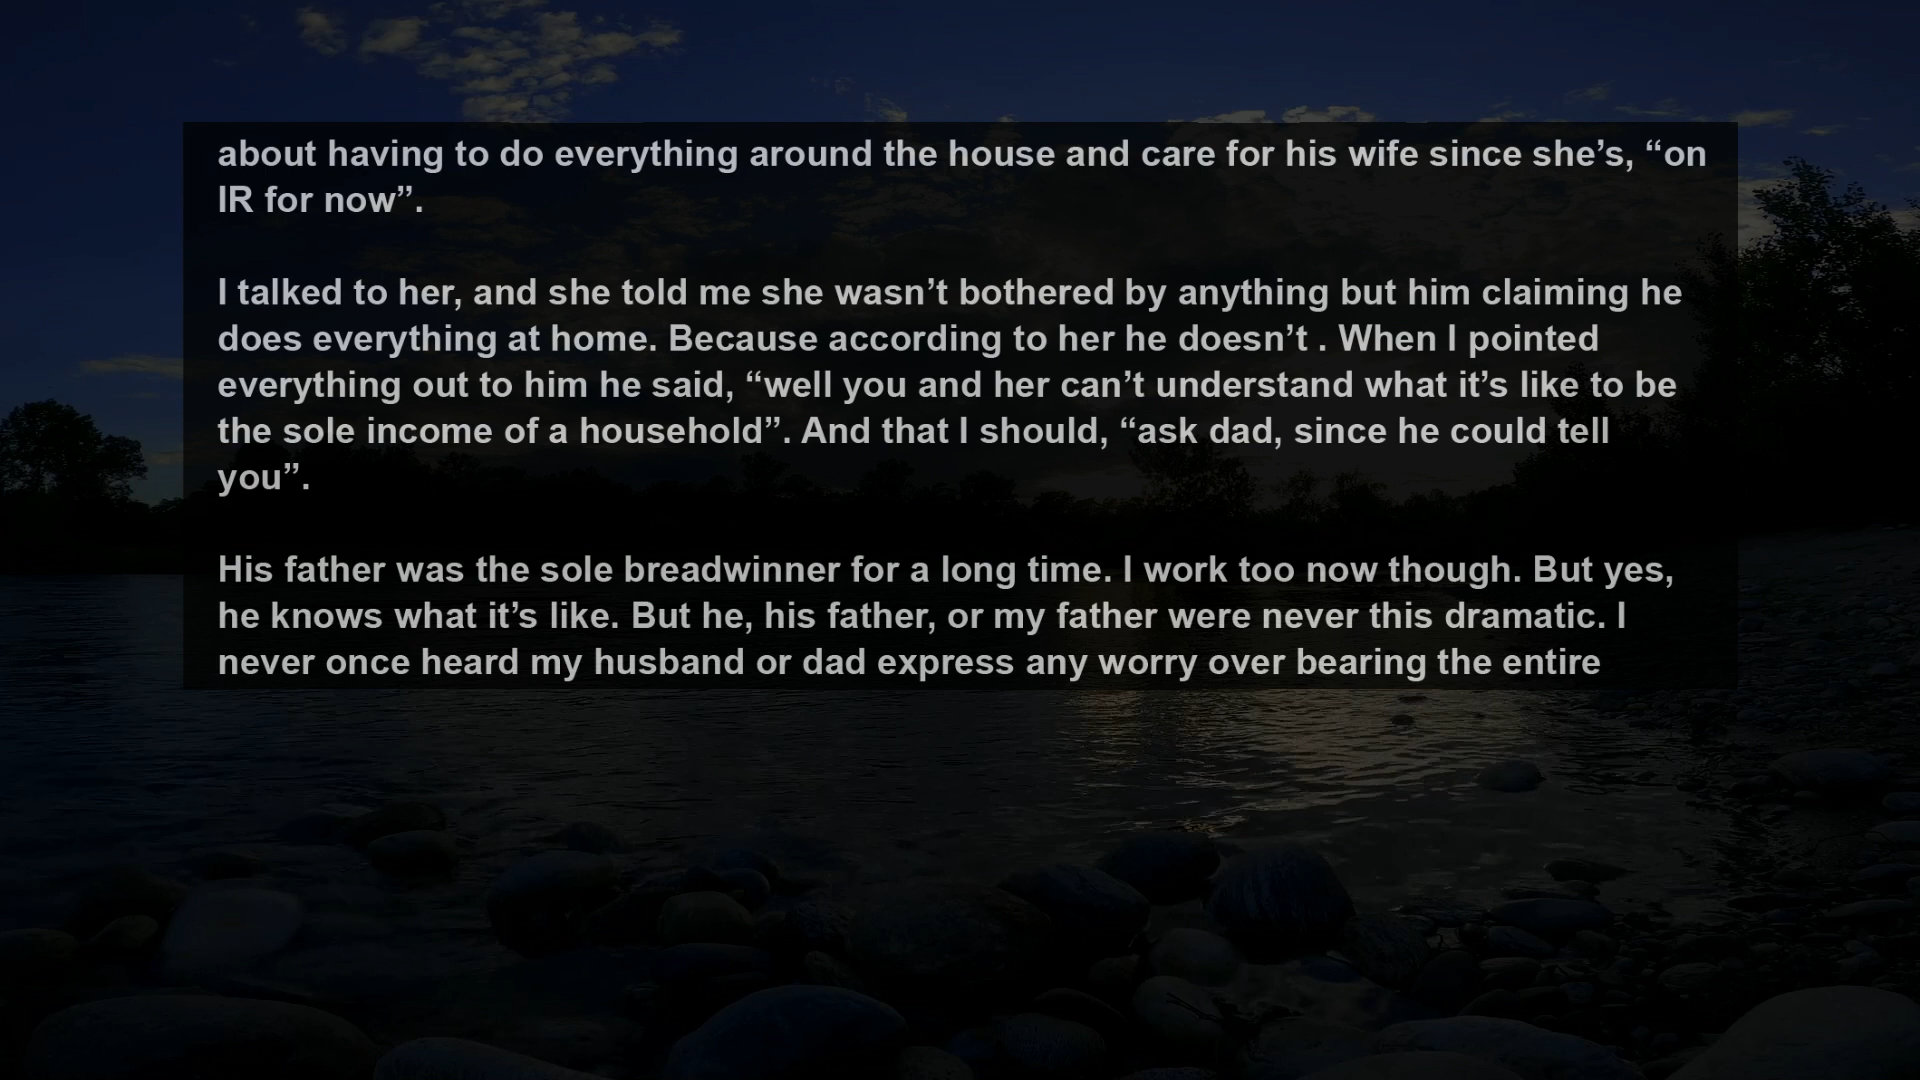 about having to do everything around the house and care for his wife since she’s, “on
IR for now”.
I talked to her, and she told me she wasn’t bothered by anything but him claiming he
does everything at home. Because according to her he doesn’t . When I pointed
everything out to him he said, “well you and her can’t understand what it’s like to be
the sole income of a household”. And that I should, “ask dad, since he could tell
you”.
His father was the sole breadwinner for a long time. I work too now though. But yes,
he knows what it’s like. But he, his father, or my father were never this dramatic. I
never once heard my husband or dad express any worry over bearing the entire